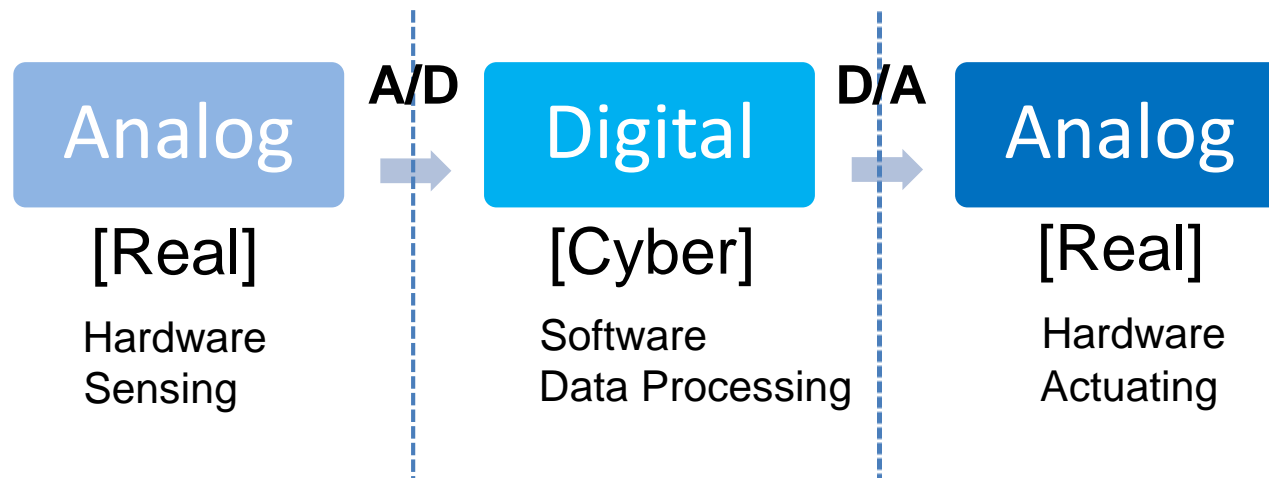 Analog
A/D
Digital
D/A
Analog
[Real]
[Cyber]
[Real]
Hardware
Sensing
Software
Data Processing
Hardware
Actuating